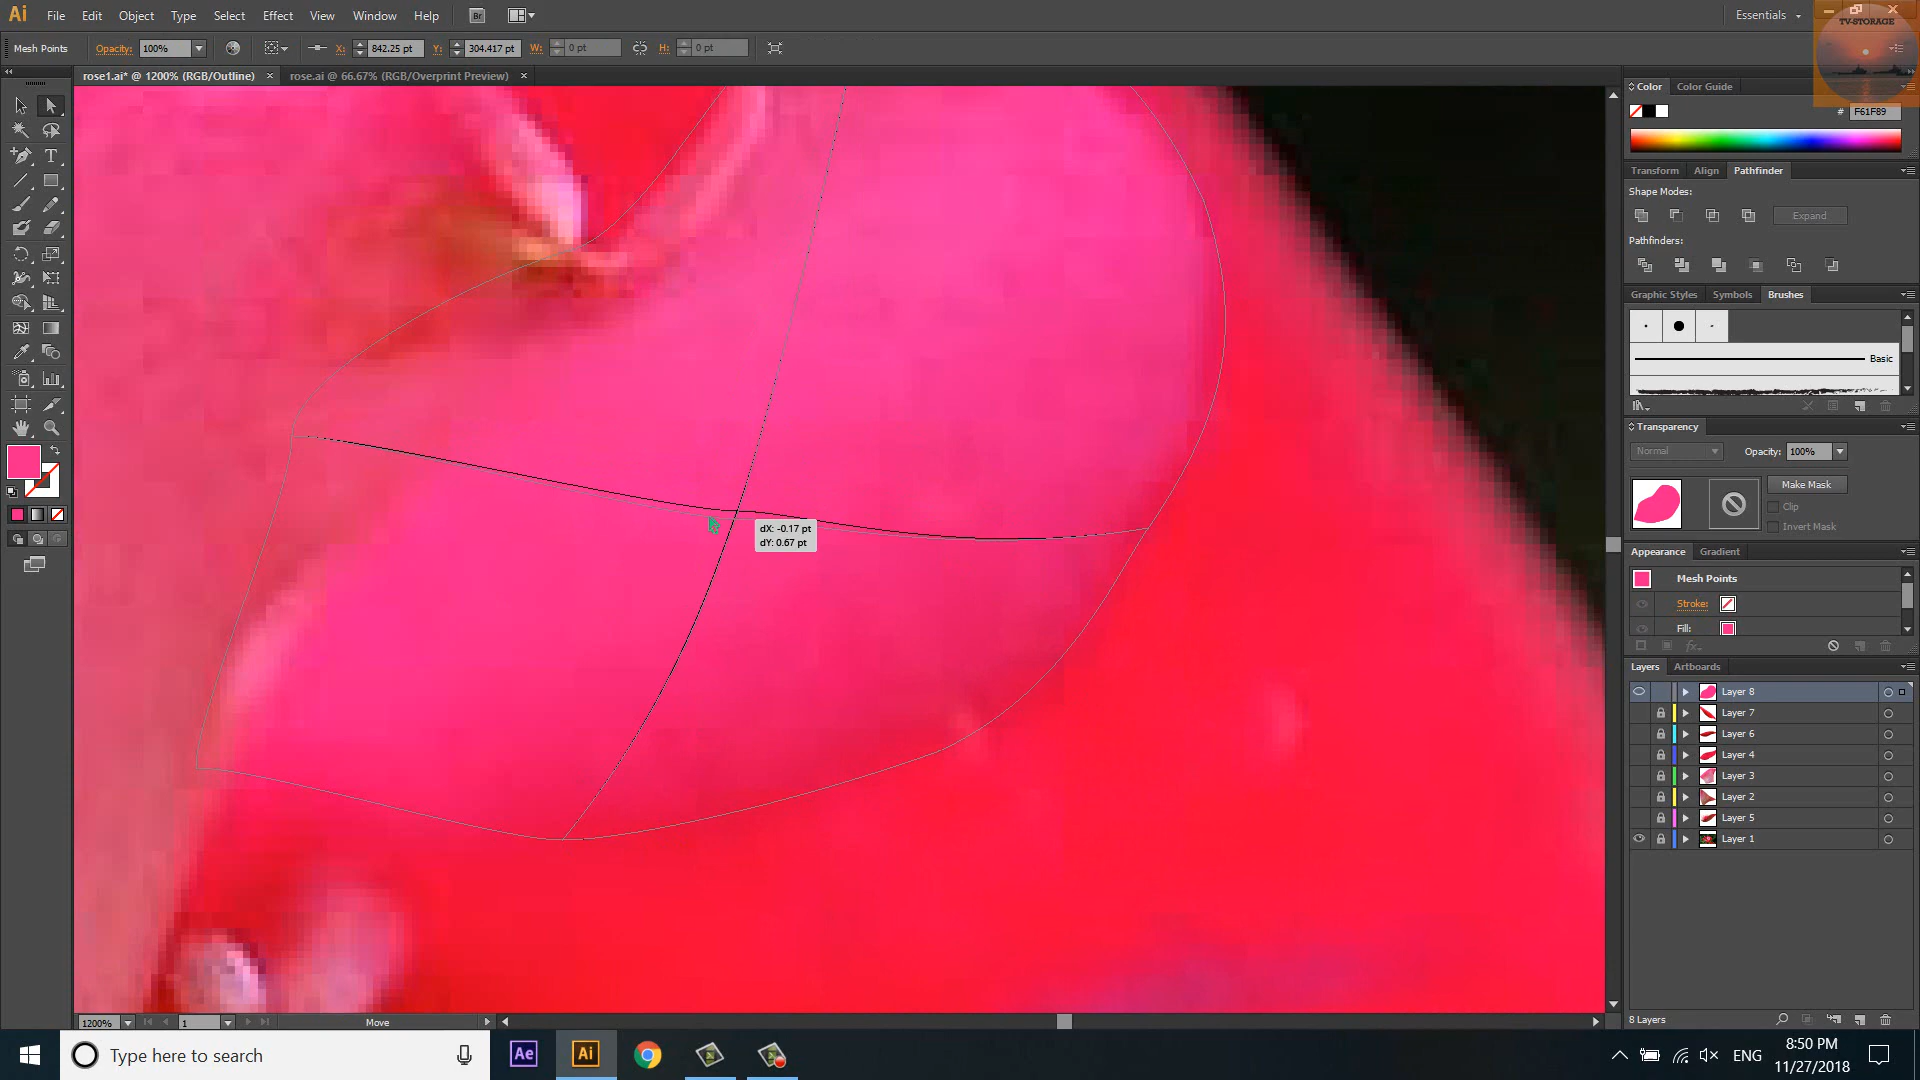 Ai File Edit Object Type Select Effect View Window Help Br Essentials
TV-STORAGE
Mesh Points Opacity: 100% X: 842.25 pt Y: 304.417 pt W: 0 pt H: 0 pt
rose1.ai* @ 1200% (RGB/Outline) × rose.ai @ 66.67% (RGB/Overprint Preview) ×
Color Color Guide
# F61F89
Transform Align Pathfinder
Shape Modes:
Expand
Pathfinders:
Graphic Styles Symbols Brushes
Basic
Transparency
Normal Opacity: 100%
Make Mask
Clip
Invert Mask
dX: -0.17 pt
dY: 0.67 pt
Appearance Gradient
Mesh Points
Stroke:
Fill:
Layers Artboards
Layer 8
Layer 7
Layer 6
Layer 4
Layer 3
Layer 2
Layer 5
Layer 1
8 Layers
1200% 1 Move
Type here to search
Ae Ai
ENG
8:50 PM
11/27/2018